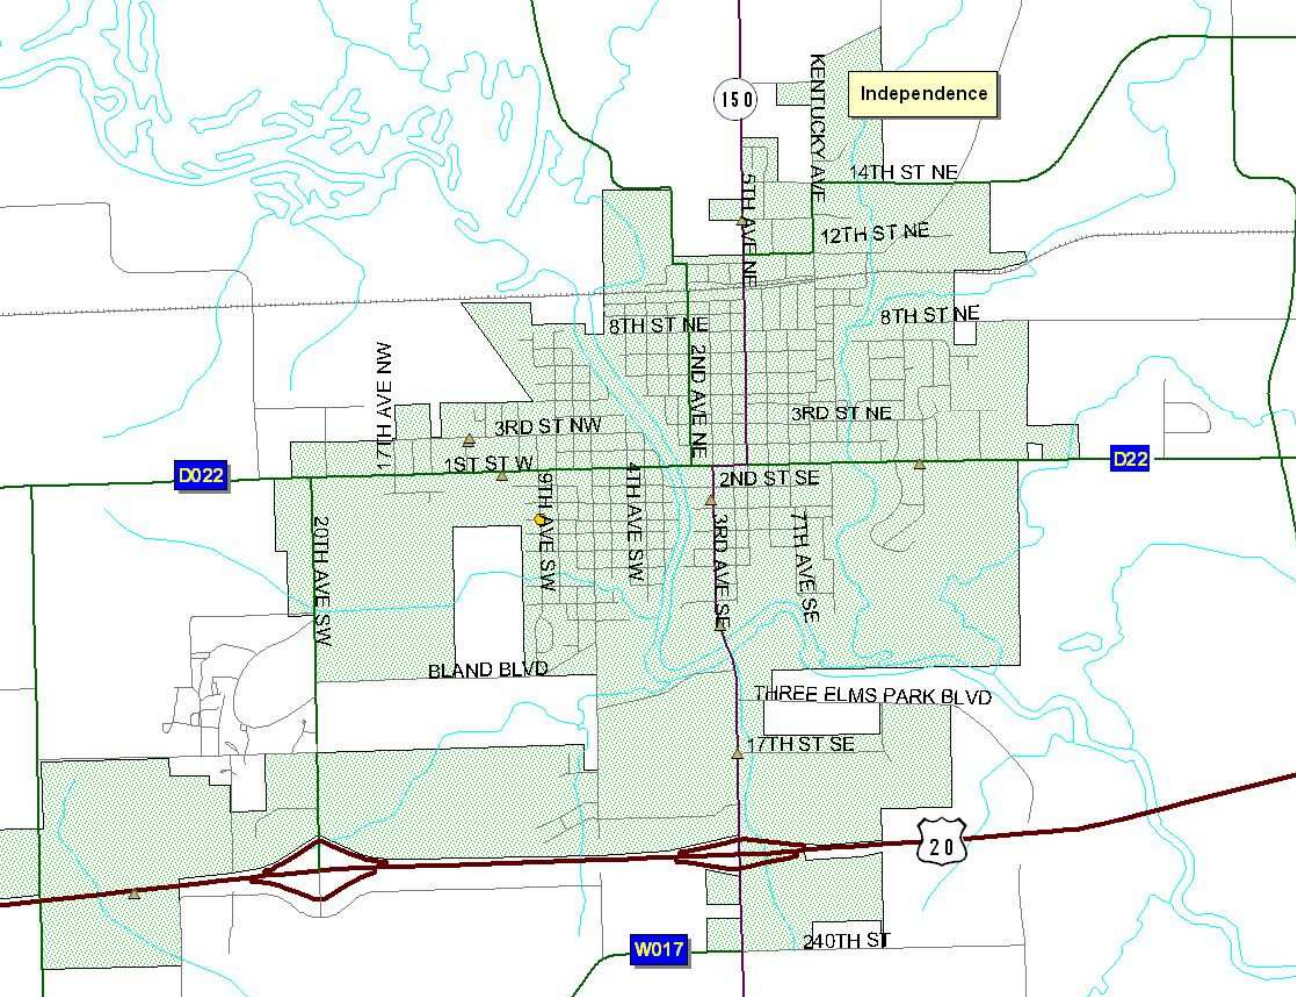 KENTUCKY AVE
Independence
150
14TH ST NE
5TH AVE NE
12TH ST NE
8TH ST NE
8TH ST NE
17TH AVE NW
2ND AVE NE
3RD ST NE
3RD ST NW
1ST ST W
D22
D022
2ND ST SE
9TH AVE SW
4TH AVE SW
3RD AVE SE
7TH AVE SE
20TH AVE SW
BLAND BLVD
THREE ELMS PARK BLVD
17TH ST SE
20
240TH ST
W017